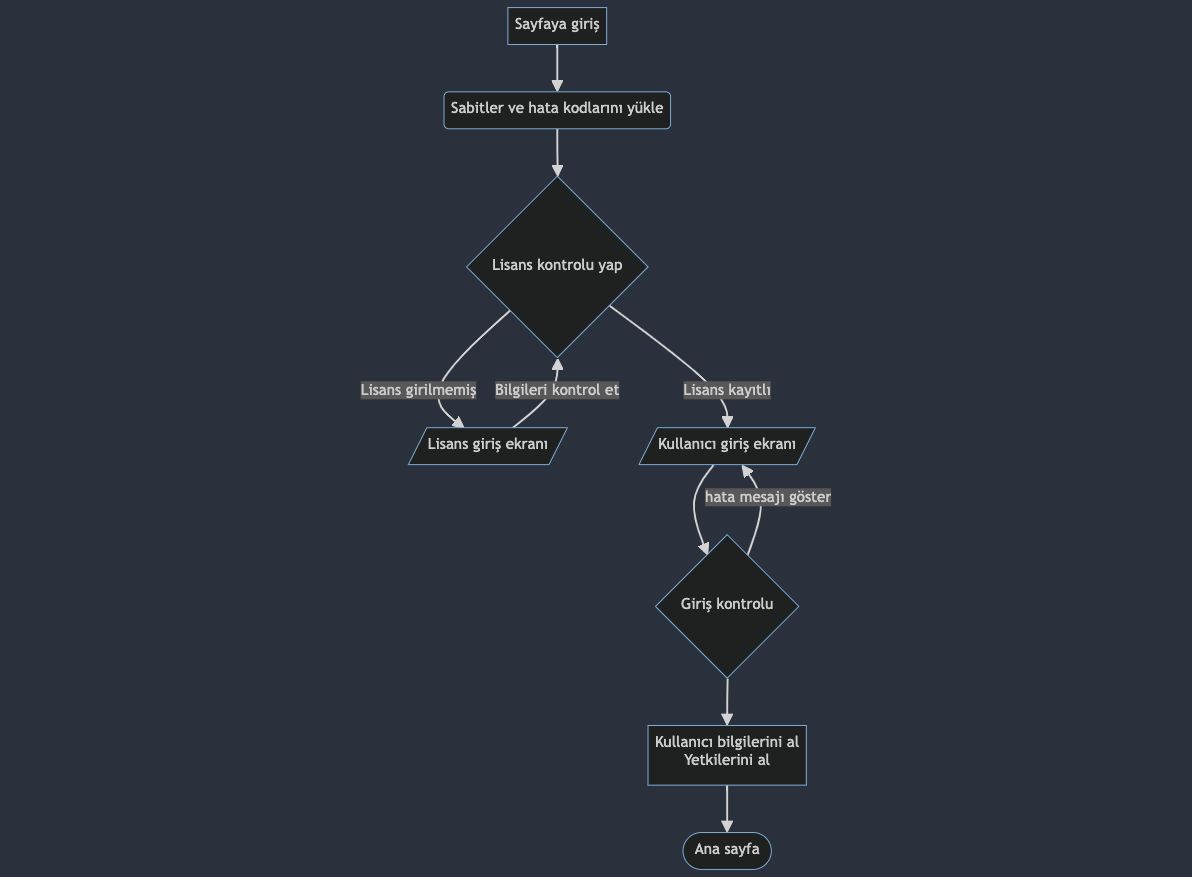 Sayfaya giriş
Sabitler ve hata kodlarını yükle
Lisans kontrolu yap
Lisans girilmemiş
Bilgileri kontrol et
Lisans kayıtlı
Lisans giriş ekranı
Kullanıcı giriş ekranı
hata mesajı göster
Giriş kontrolu
Kullanıcı bilgilerini al
Yetkilerini al
Ana sayfa